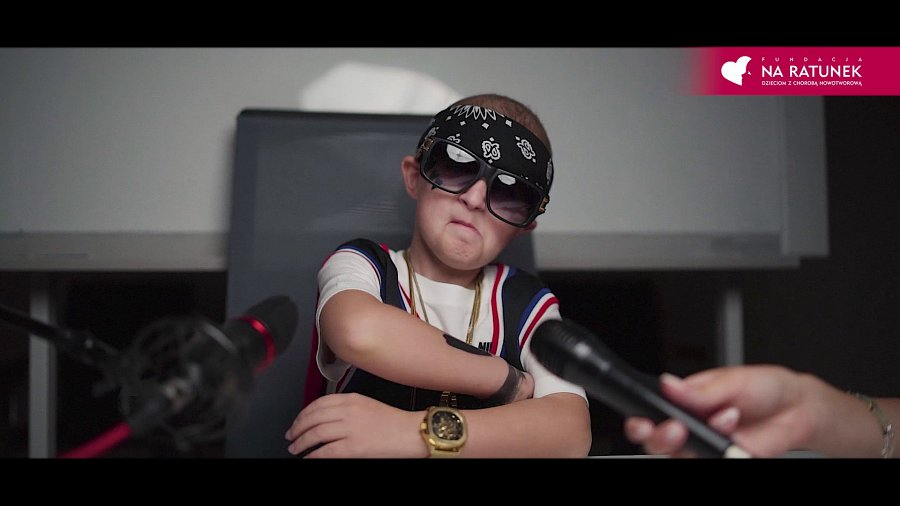 FUNDACJA
NA RATUNEK
DZIECIOM Z CHOROBĄ NOWOTWOROWĄ